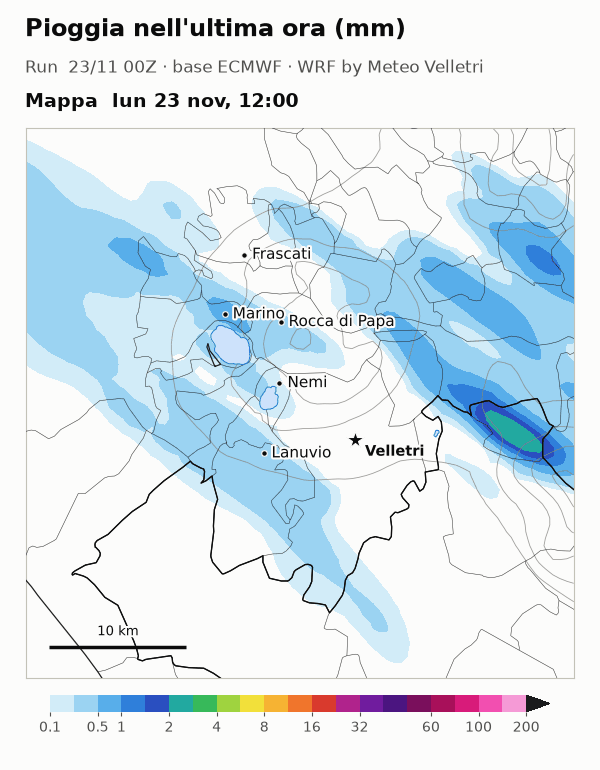 Pioggia nell'ultima ora (mm)
Run  23/11 00Z · base ECMWF · WRF by Meteo Velletri
Mappa  lun 23 nov, 12:00
Frascati
Marino
Rocca di Papa
Nemi
Velletri
Lanuvio
10 km
0.1 0.5 1 2 4 8 16 32 60 100 200